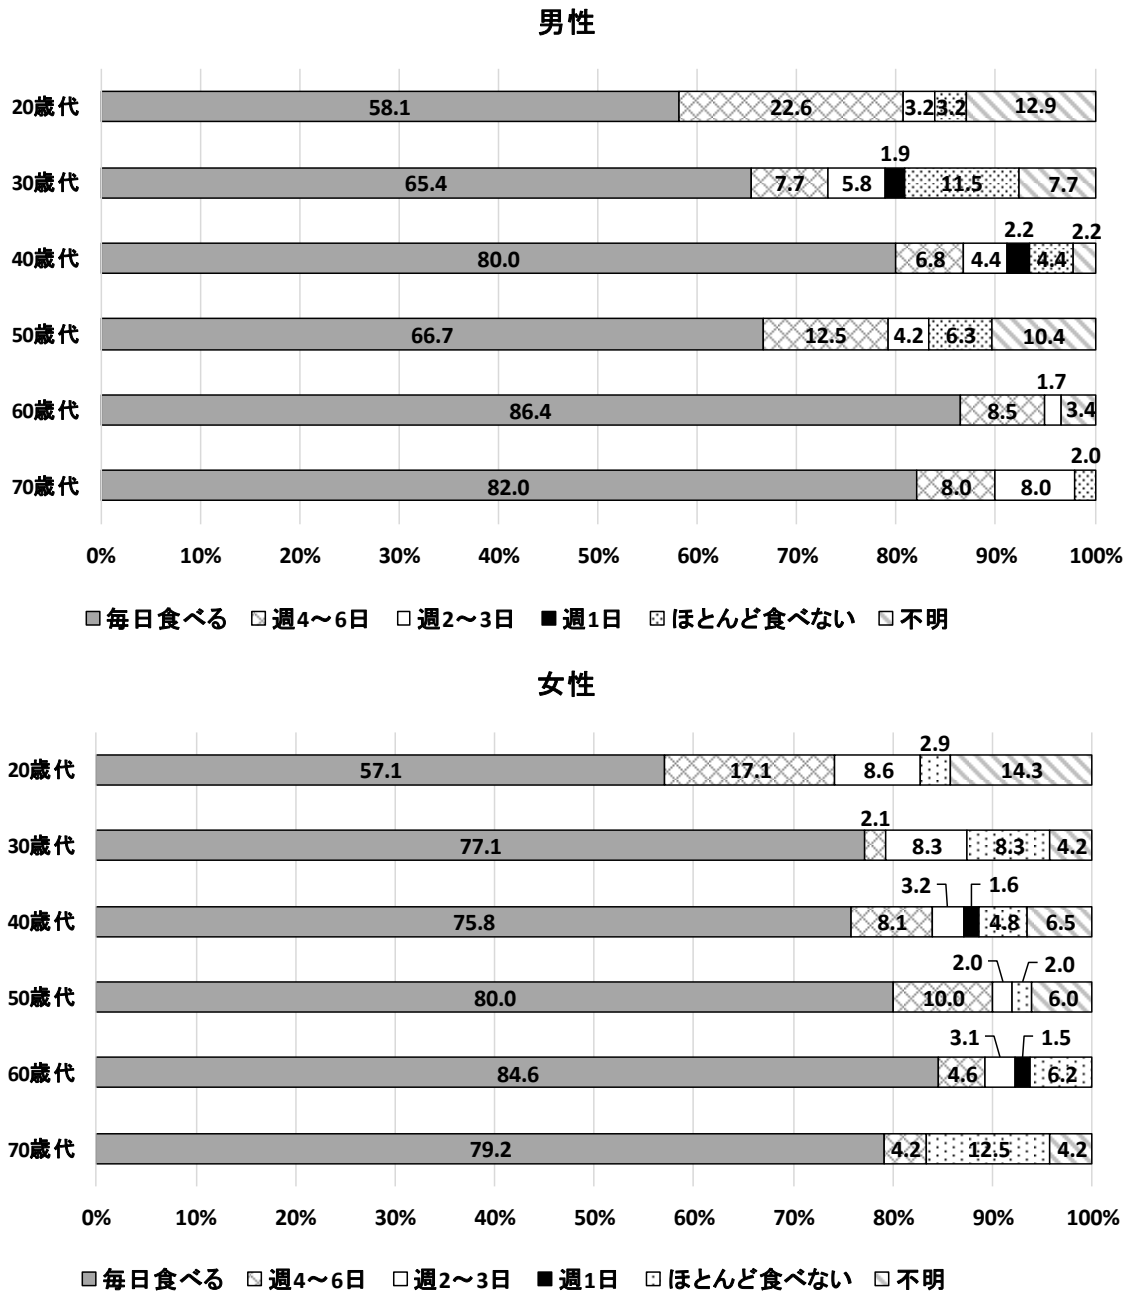 男性
20歳代 58.1 22.6 3.2 3.2 12.9
1.9
30歳代 65.4 7.7 5.8 11.5 7.7
2.2 2.2
40歳代 80.0 6.8 4.4 4.4
50歳代 66.7 12.5 4.2 6.3 10.4
1.7
60歳代 86.4 8.5 3.4
2.0
70歳代 82.0 8.0 8.0
0% 10% 20% 30% 40% 50% 60% 70% 80% 90% 100%
毎日食べる 週4～6日 週2～3日 週1日 ほとんど食べない 不明
女性
2.9
20歳代 57.1 17.1 8.6 14.3
2.1
30歳代 77.1 8.3 8.3 4.2
3.2 1.6
40歳代 75.8 8.1 4.8 6.5
2.0 2.0
50歳代 80.0 10.0 6.0
3.1 1.5
60歳代 84.6 4.6 6.2
70歳代 79.2 4.2 12.5 4.2
0% 10% 20% 30% 40% 50% 60% 70% 80% 90% 100%
毎日食べる 週4～6日 週2～3日 週1日 ほとんど食べない 不明